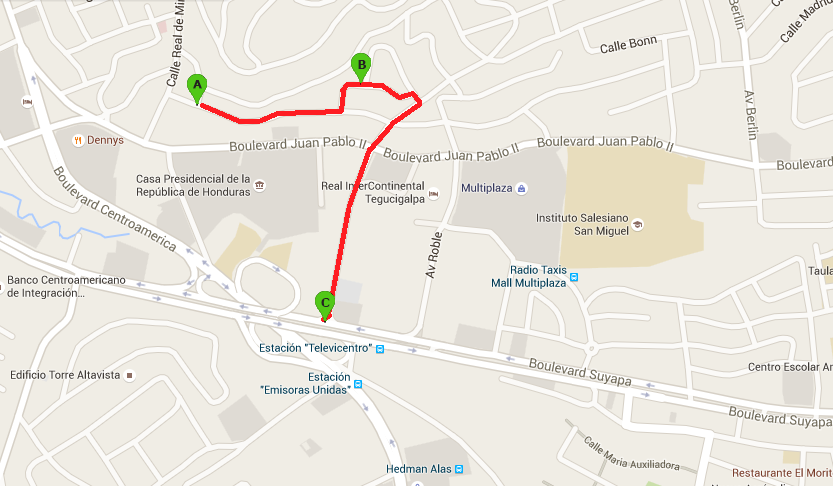 Calle Real de Mi
Calle Bonn
Calle Madrid
Av Berlin
Av Berlin
A
B
Dennys
Boulevard Juan Pablo II
Boulevard Juan Pablo II
Boulevard Juan Pablo II
Boulevard
Casa Presidencial de la
República de Honduras
Real InterContinental
Tegucigalpa
Multiplaza
Instituto Salesiano
San Miguel
Boulevard Centroamerica
Av Roble
Radio Taxis
Mall Multiplaza
Taula
Banco Centroamericano
de Integración...
C
Estación "Televicentro"
Estación
"Emisoras Unidas"
Boulevard Suyapa
Boulevard Suyapa
Edificio Torre Altavista
Centro Escolar An
Calle Maria Auxiliadora
Hedman Alas
Restaurante El Morito